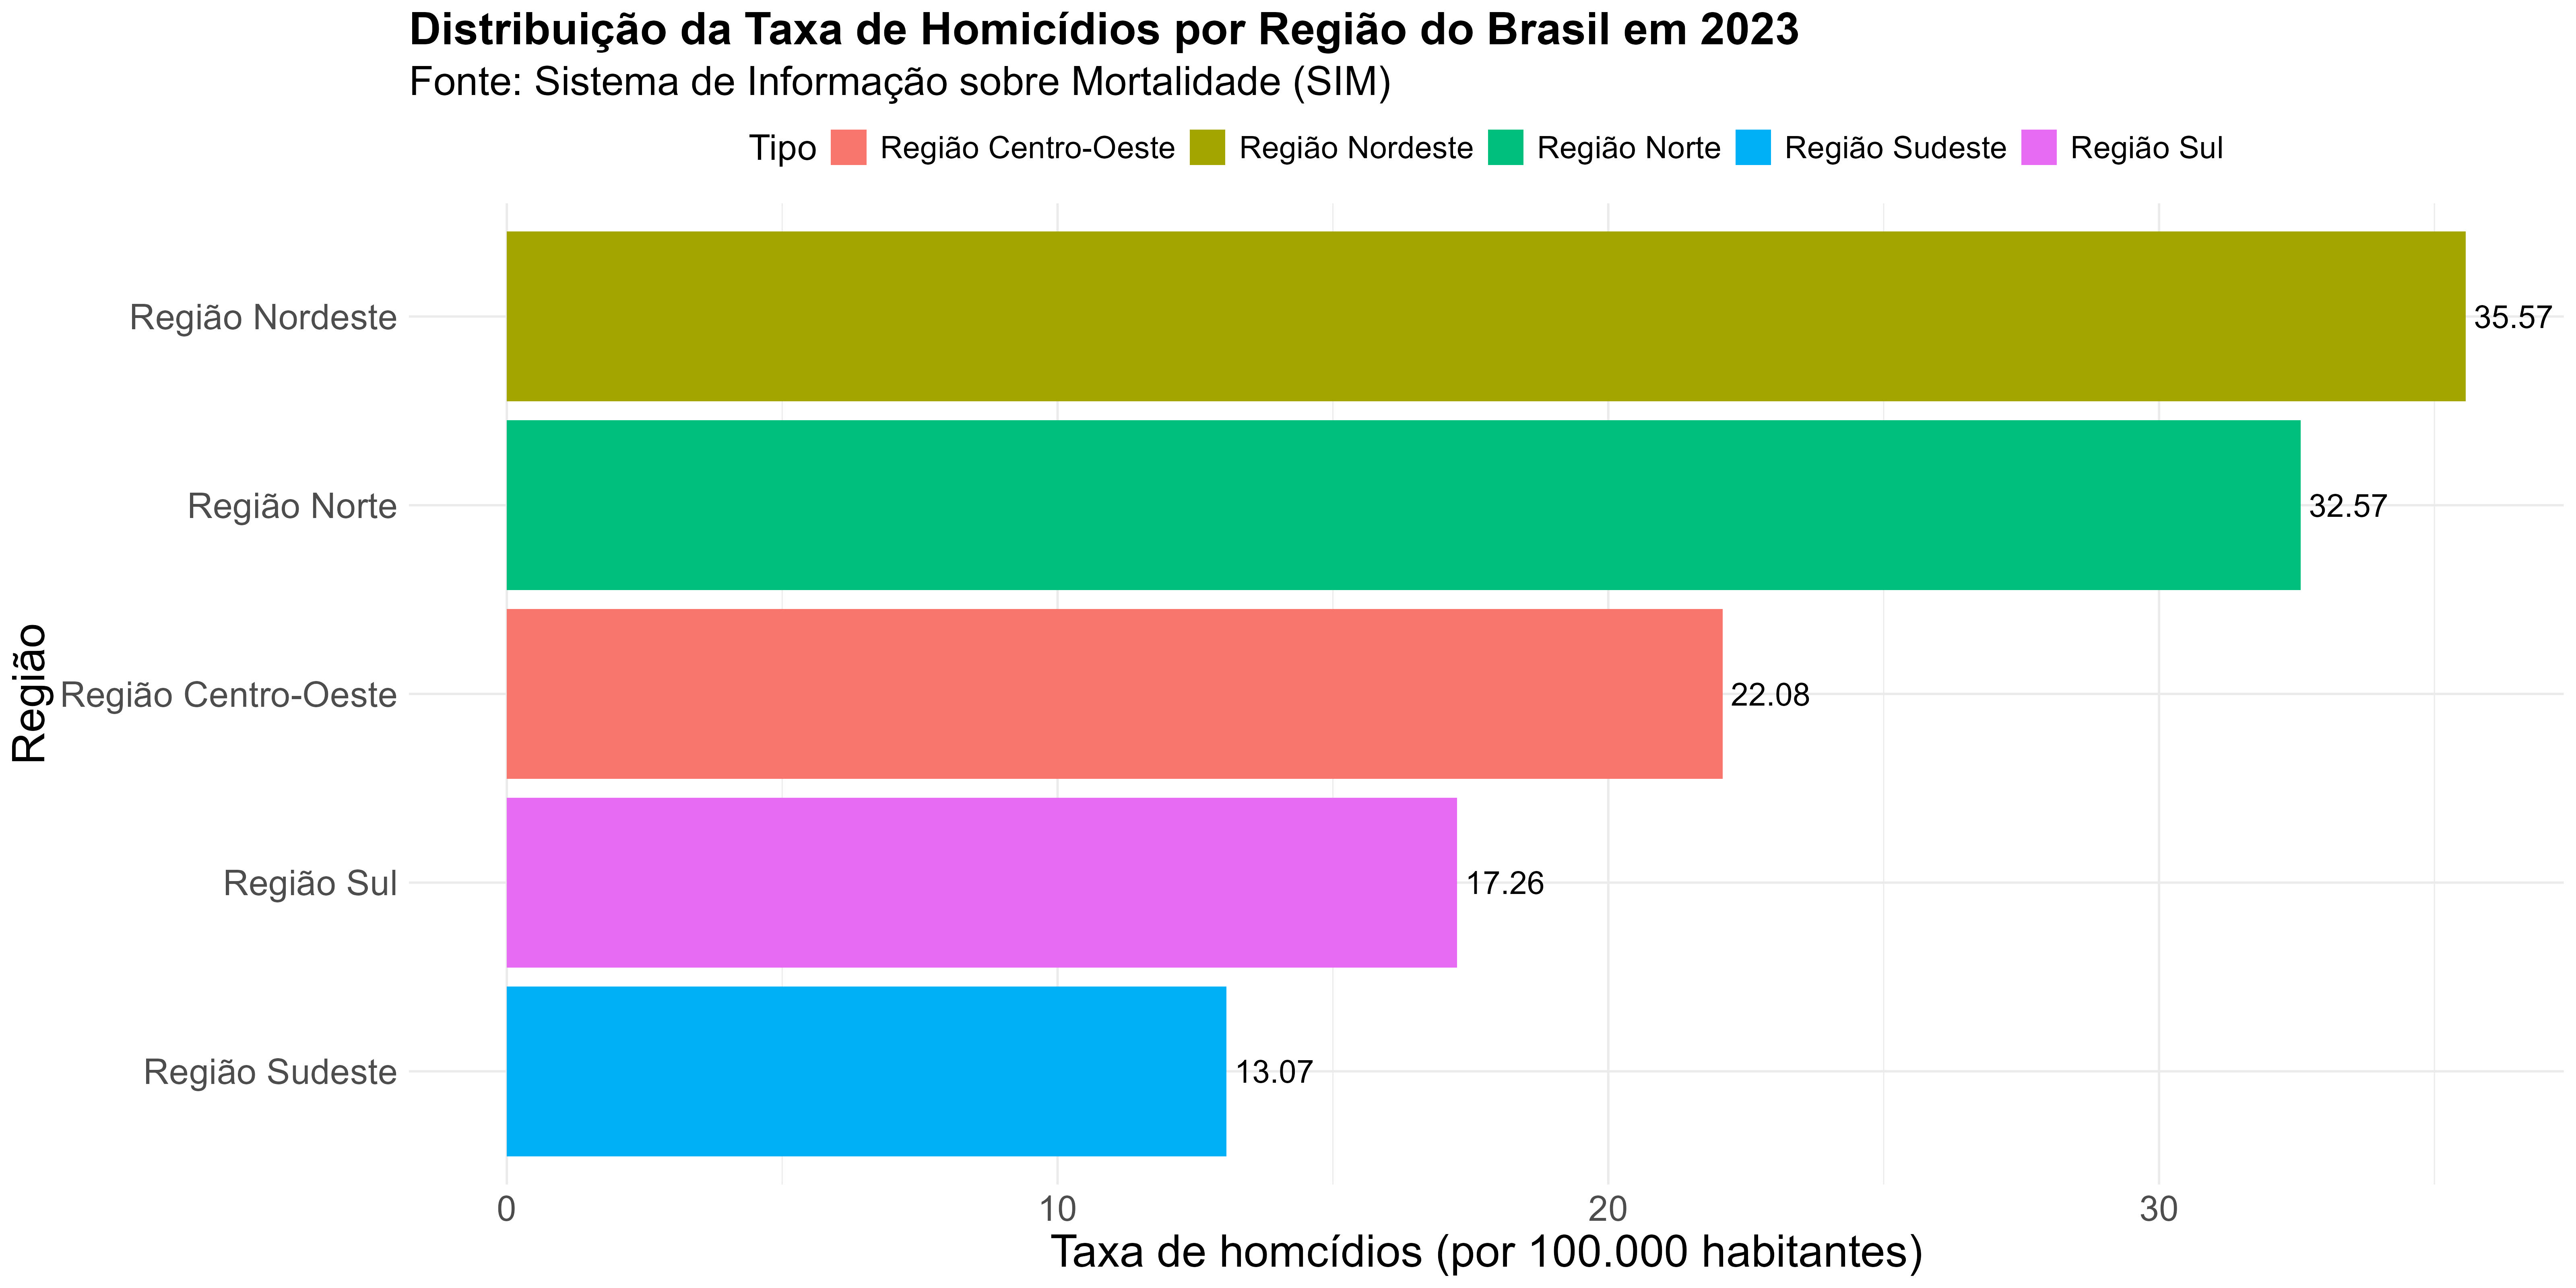 Distribuição da Taxa de Homicídios por Região do Brasil em 2023
Fonte: Sistema de Informação sobre Mortalidade (SIM)
Tipo Região Centro-Oeste Região Nordeste Região Norte Região Sudeste Região Sul
Região
Região Nordeste 35.57
Região Norte 32.57
Região Centro-Oeste 22.08
Região Sul 17.26
Região Sudeste 13.07
0 10 20 30
Taxa de homcídios (por 100.000 habitantes)